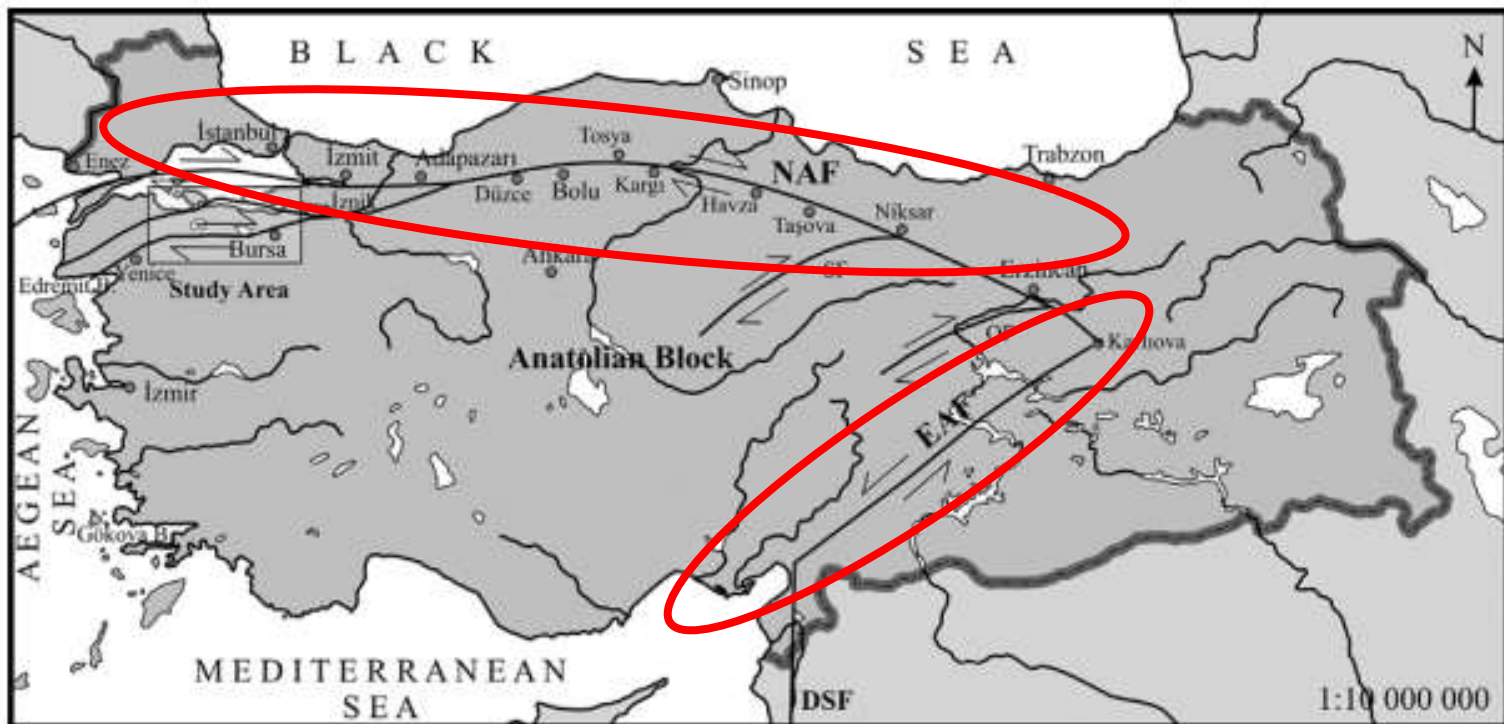 BLACK SEA
N
Sinop
İstanbul
Tosya
Enez
İzmit
Adapazarı
Trabzon
NAF
Düzce
Bolu
Kargı
Havza
İznik
Taşova
Niksar
Bursa
Ankara
SF
Erzincan
Yenice
Edremit
Study Area
Anatolian Block
Karlıova
İzmir
EAF
AEGEAN
SEA
Gökova B.
MEDITERRANEAN
SEA
DSF
1:10 000 000